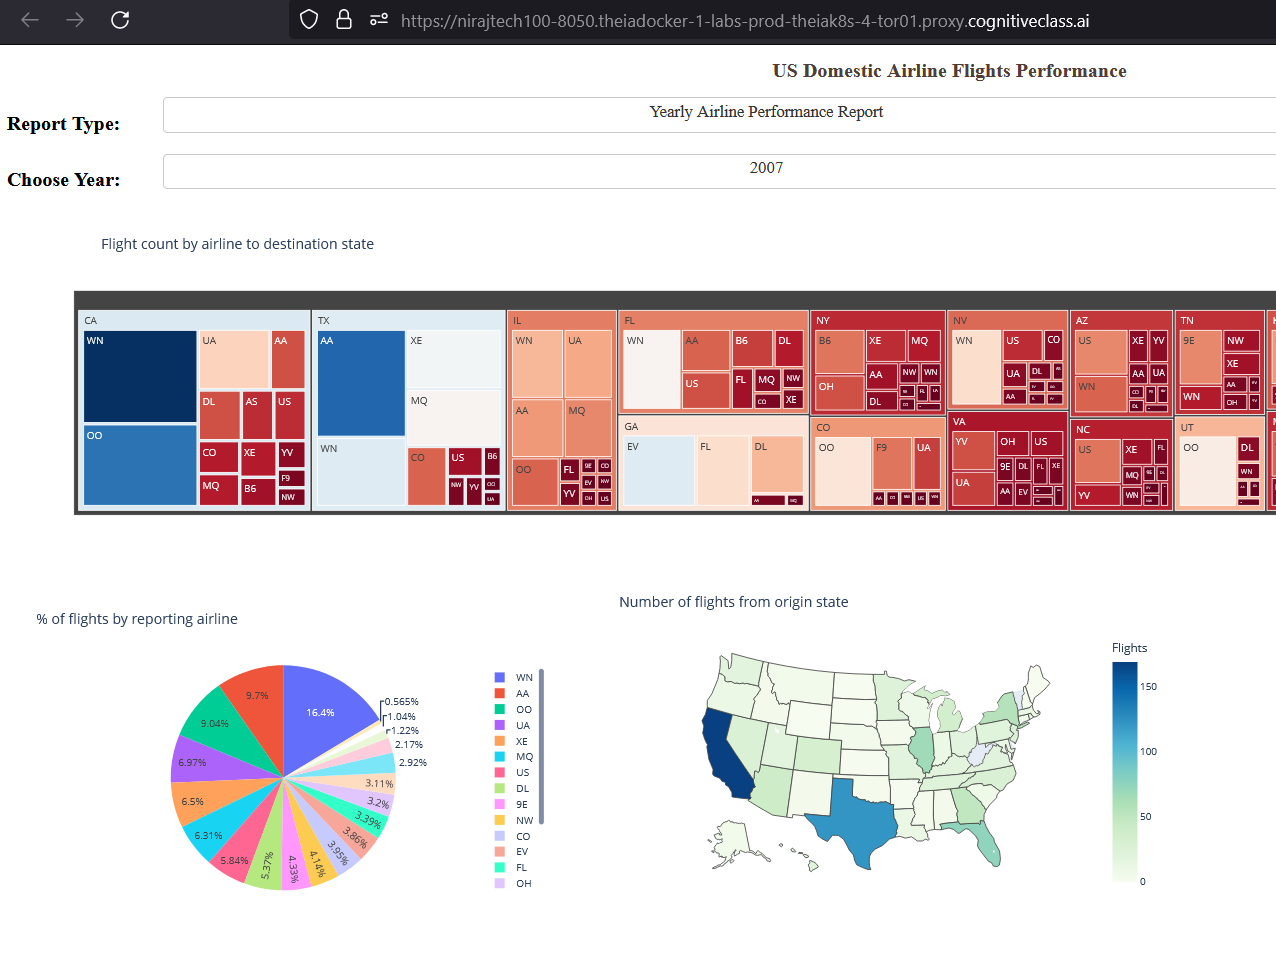 https://nirajtech100-8050.theiadocker-1-labs-prod-theiak8s-4-tor01.proxy.cognitiveclass.ai
US Domestic Airline Flights Performance
Report Type:
Yearly Airline Performance Report
Choose Year:
2007
Flight count by airline to destination state
CA
WN
UA
AA
OO
DL
AS
US
CO
XE
YV
F9
MQ
B6
NW
TX
AA
XE
MQ
WN
CO
US
B6
NW
YV
OO
UA
IL
WN
UA
AA
MQ
OO
FL
9E
CO
EV
NW
YV
OH
US
FL
WN
AA
B6
DL
US
FL
MQ
NW
CO
XE
GA
EV
FL
DL
AA
MQ
NY
B6
XE
MQ
OH
AA
NW
WN
DL
CO
OO
F9
UA
AA
CO
US
NV
WN
US
CO
UA
DL
AA
VA
YV
OH
US
9E
DL
FL
XE
UA
AA
EV
AZ
US
XE
YV
WN
AA
UA
CO
DL
NC
US
XE
FL
MQ
9E
DL
YV
WN
TN
9E
NW
XE
AA
WN
OH
UT
OO
DL
WN
% of flights by reporting airline
16.4%
9.7%
9.04%
6.97%
6.5%
6.31%
5.84%
5.37%
4.33%
4.14%
3.95%
3.86%
3.39%
3.2%
3.11%
2.92%
2.17%
1.22%
1.04%
0.565%
WN
AA
OO
UA
XE
MQ
US
DL
9E
NW
CO
EV
FL
OH
Number of flights from origin state
Flights
150
100
50
0